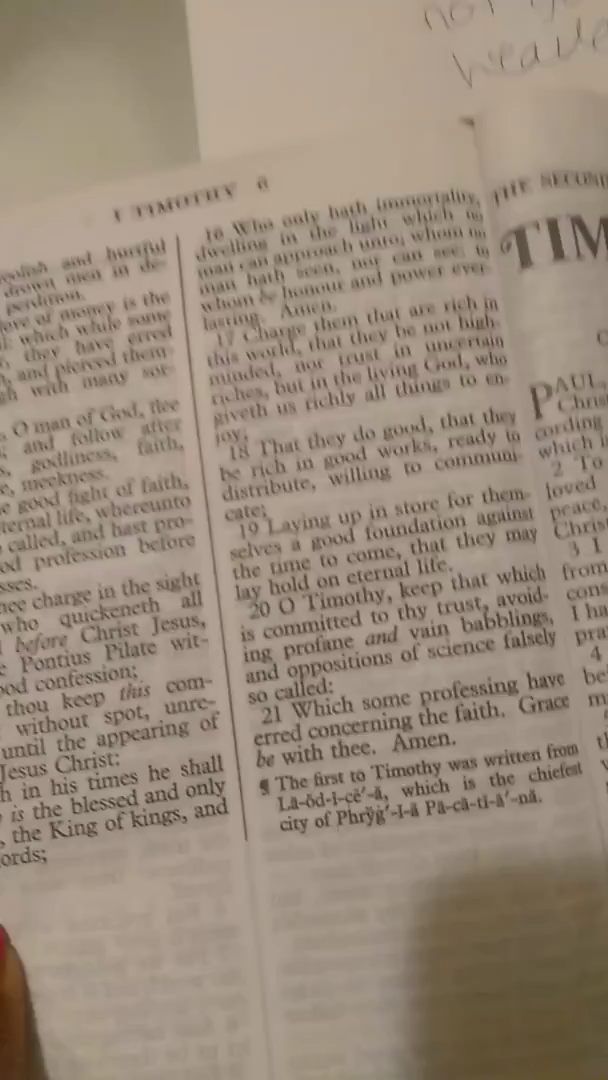 not
heave
I TIMOTHY 6
foolish and hurtful
drown men in de-
perdition.
love of money is the
which while some
they have erred
and pierced them-
with many sor-
O man of God, flee
and follow after
godliness, faith,
meekness.
good fight of faith,
eternal life, whereunto
called, and hast pro-
profession before
charge in the sight
who quickeneth all
before Christ Jesus,
Pontius Pilate wit-
good confession;
thou keep this com-
without spot, unre-
until the appearing of
Jesus Christ:
in his times he shall
is the blessed and only
, the King of kings, and
ords;
16 Who only hath immortality,
dwelling in the light which no
man can approach unto; whom no
man hath seen, nor can see: to
whom be honour and power ever-
lasting. Amen.
17 Charge them that are rich in
this world, that they be not high-
minded, nor trust in uncertain
riches, but in the living God, who
giveth us richly all things to en-
joy;
18 That they do good, that they
be rich in good works, ready to
distribute, willing to communi-
cate;
19 Laying up in store for them-
selves a good foundation against
the time to come, that they may
lay hold on eternal life.
20 O Timothy, keep that which
is committed to thy trust, avoid-
ing profane and vain babblings,
and oppositions of science falsely
so called:
21 Which some professing have
erred concerning the faith. Grace
be with thee. Amen.
¶ The first to Timothy was written from
Lā-ŏd-ĭ-cē′-ă, which is the chiefest
city of Phrўġ′-ĭ-ă Pā-cā-tĭ-ā′-nă.
THE SECOND
TIM
PAUL,
Christ
cording
which i
2 To
loved
peace,
Christ
3 I
from
cons
I ha
pra
4
be
m